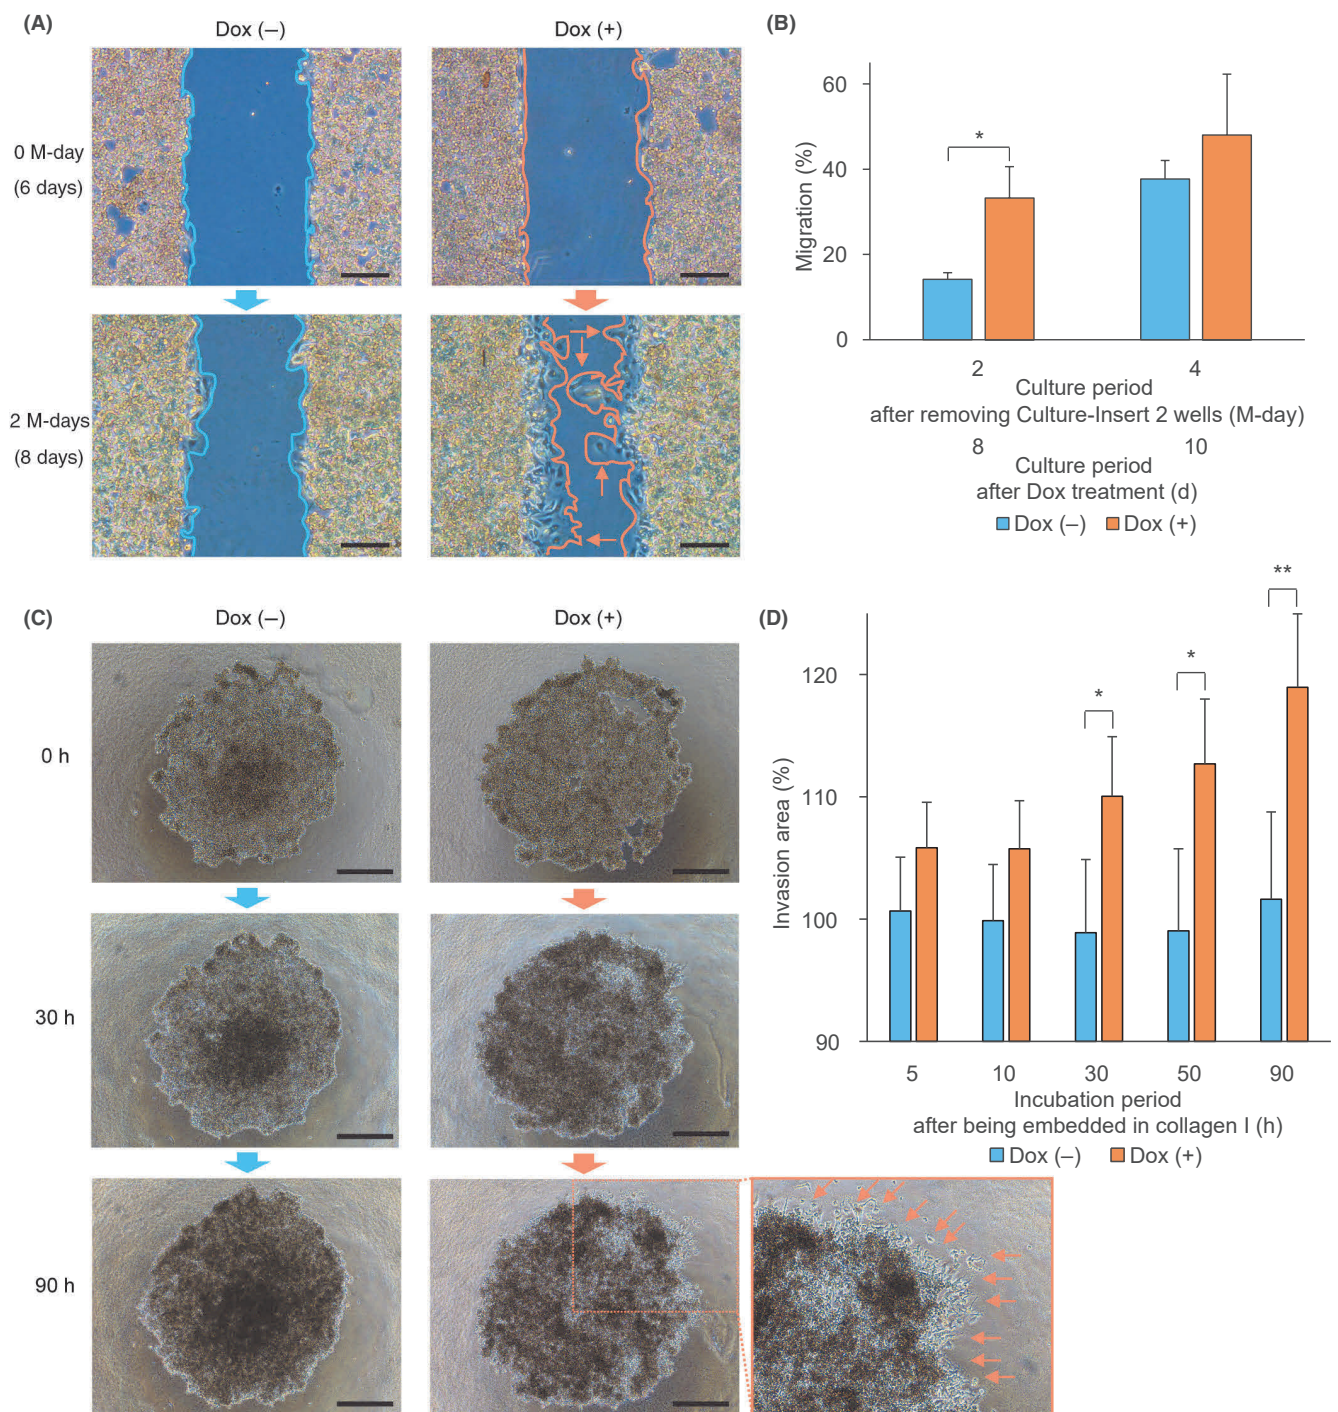 (A)
Dox (–)
Dox (+)
0 M-day
(6 days)
2 M-days
(8 days)
(B)
Migration (%)
60
40
20
0
*
2
4
Culture period
after removing Culture-Insert 2 wells (M-day)
8
10
Culture period
after Dox treatment (d)
Dox (–)
Dox (+)
(C)
Dox (–)
Dox (+)
0 h
30 h
90 h
(D)
Invasion area (%)
120
110
100
90
*
*
**
5
10
30
50
90
Incubation period
after being embedded in collagen I (h)
Dox (–)
Dox (+)